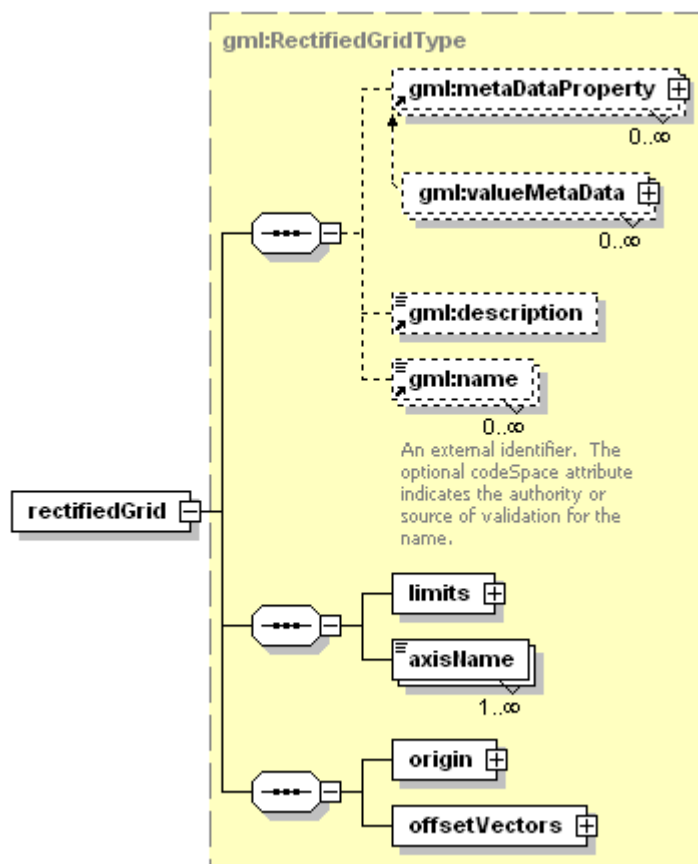 gml:RectifiedGridType
gml:metaDataProperty
0..∞
gml:valueMetaData
0..∞
gml:description
gml:name
0..∞
An external identifier. The
optional codeSpace attribute
indicates the authority or
source of validation for the
name.
rectifiedGrid
limits
axisName
1..∞
origin
offsetVectors